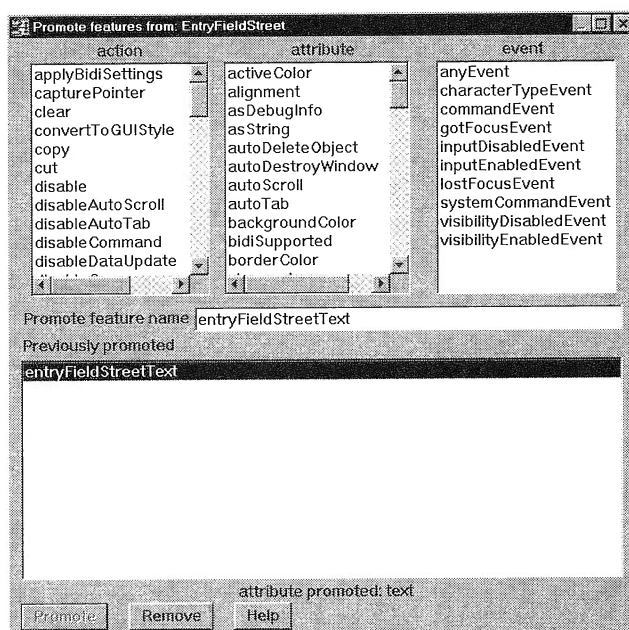 Promote features from: EntryFieldStreet
action
applyBidiSettings
capturePointer
clear
convertToGUIStyle
copy
cut
disable
disableAutoScroll
disableAutoTab
disableCommand
disableDataUpdate
attribute
activeColor
alignment
asDebugInfo
asString
autoDeleteObject
autoDestroyWindow
autoScroll
autoTab
backgroundColor
bidiSupported
borderColor
event
anyEvent
characterTypeEvent
commandEvent
gotFocusEvent
inputDisabledEvent
inputEnabledEvent
lostFocusEvent
systemCommandEvent
visibilityDisabledEvent
visibilityEnabledEvent
Promote feature name entryFieldStreetText
Previously promoted
entryFieldStreetText
attribute promoted: text
Promote Remove Help